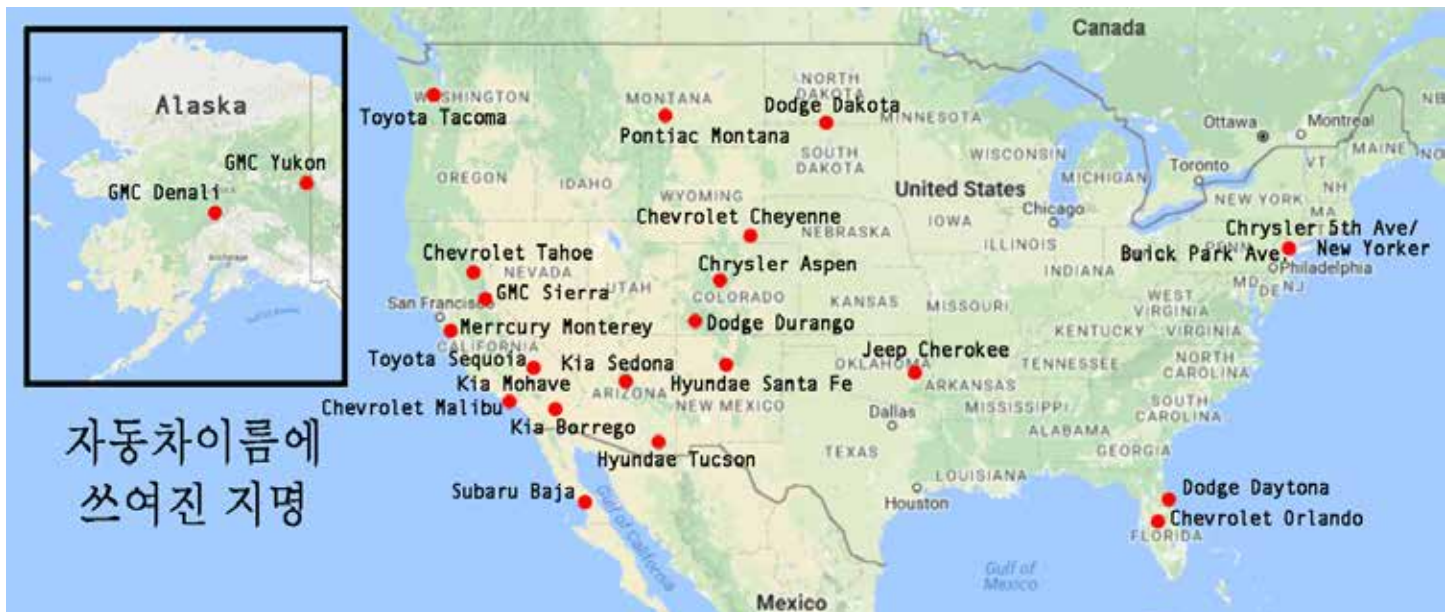 Alaska
GMC Yukon
GMC Denali
자동차이름에
쓰여진 지명
Canada
WASHINGTON
Toyota Tacoma
MONTANA
Pontiac Montana
NORTH
DAKOTA
Dodge Dakota
MINNESOTA
Ottawa
Montreal
MAINE
NB
NO
VT
NH
MA
Toronto
WISCONSIN
MICHIGAN
SOUTH
DAKOTA
OREGON
IDAHO
WYOMING
United States
NEW YORK
Chevrolet Cheyenne
NEBRASKA
IOWA
Chicago
ILLINOIS
INDIANA
PENN
Chrysler 5th Ave/
New Yorker
Buick Park Ave,
Philadelphia
MD
DE
NJ
Chevrolet Tahoe
NEVADA
UTAH
Chrysler Aspen
COLORADO
KANSAS
MISSOURI
WEST
VIRGINIA
KENTUCKY
VIRGINIA
GMC Sierra
San Francisco
Merrcury Monterey
CALIFORNIA
Dodge Durango
Toyota Sequoia
Kia Sedona
Kia Mohave
ARIZONA
Hyundae Santa Fe
NEW MEXICO
Jeep Cherokee
OKLAHOMA
ARKANSAS
TENNESSEE
NORTH
CAROLINA
Chevrolet Malibu
Kia Borrego
Hyundae Tucson
Dallas
MISSISSIPPI
SOUTH
CAROLINA
ALABAMA
GEORGIA
TEXAS
LOUISIANA
Houston
Subaru Baja
Gulf of California
Dodge Daytona
Chevrolet Orlando
FLORIDA
Gulf of
Mexico
Mexico